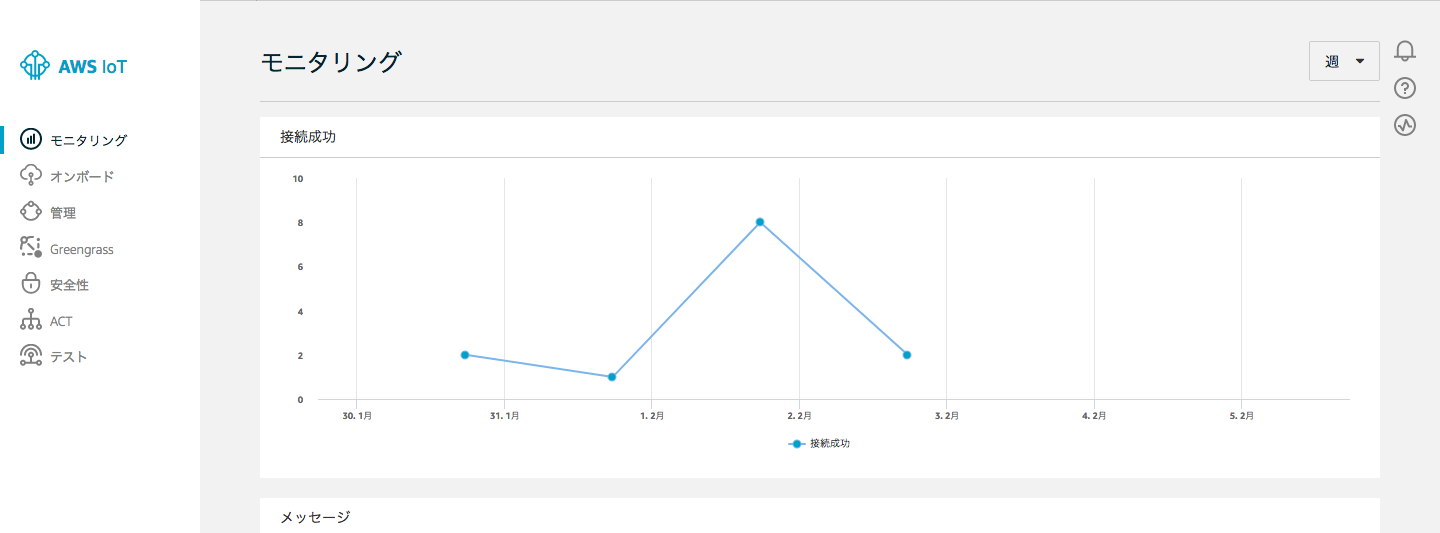 AWS IoT
モニタリング
オンボード
管理
Greengrass
安全性
ACT
テスト
モニタリング
週
接続成功
10
8
6
4
2
0
30. 1月 31. 1月 1. 2月 2. 2月 3. 2月 4. 2月 5. 2月
接続成功
メッセージ